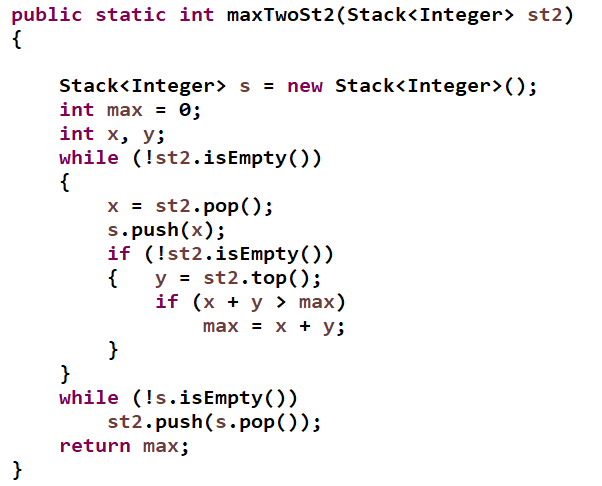 public static int maxTwoSt2(Stack<Integer> st2)
{
Stack<Integer> s = new Stack<Integer>();
int max = 0;
int x, y;
while (!st2.isEmpty())
{
x = st2.pop();
s.push(x);
if (!st2.isEmpty())
{ y = st2.top();
if (x + y > max)
max = x + y;
}
}
while (!s.isEmpty())
st2.push(s.pop());
return max;
}